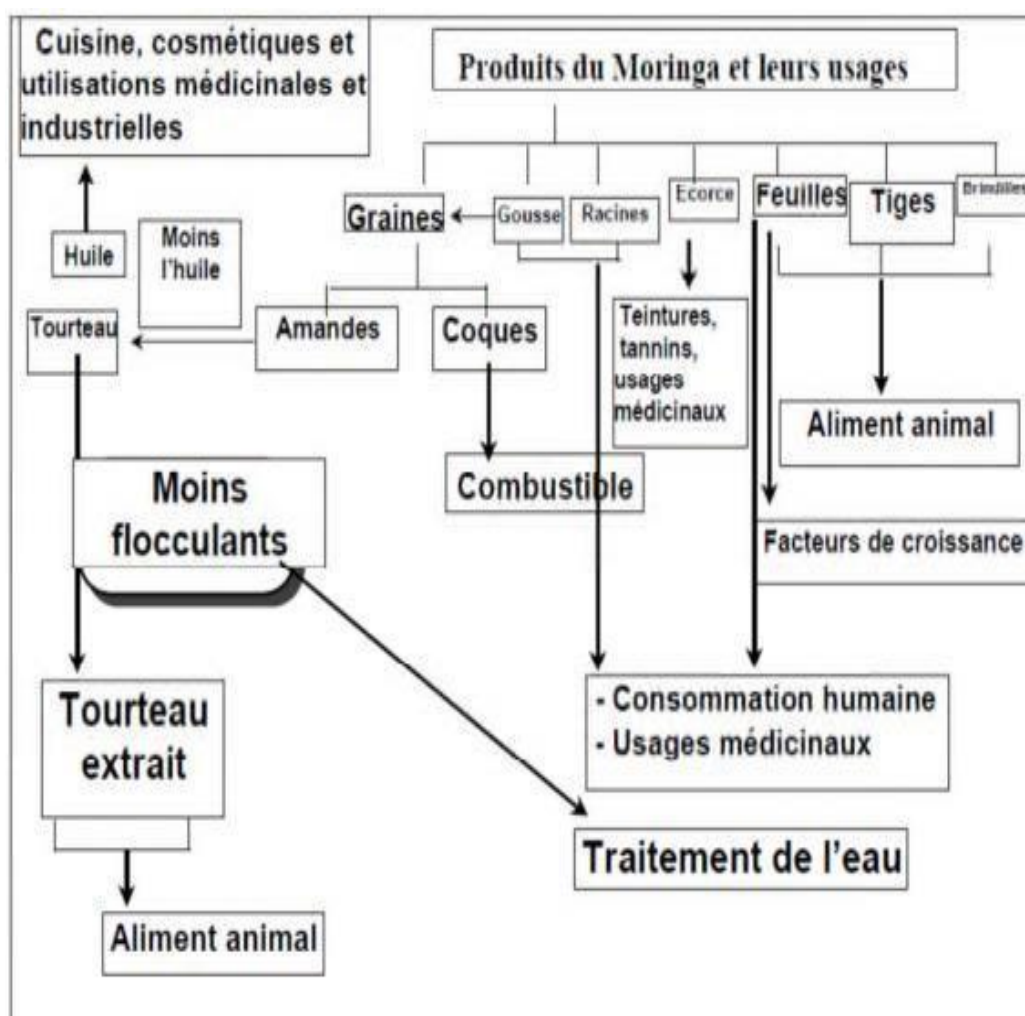 Cuisine, cosmétiques et
utilisations médicinales et
industrielles
Produits du Moringa et leurs usages
Graines
Gousse
Racines
Ecorce
Feuilles
Tiges
Brindilles
Huile
Moins
l'huile
Tourteau
Amandes
Coques
Teintures,
tannins,
usages
médicinaux
Aliment animal
Combustible
Moins
flocculants
Facteurs de croissance
Tourteau
extrait
- Consommation humaine
- Usages médicinaux
Traitement de l'eau
Aliment animal